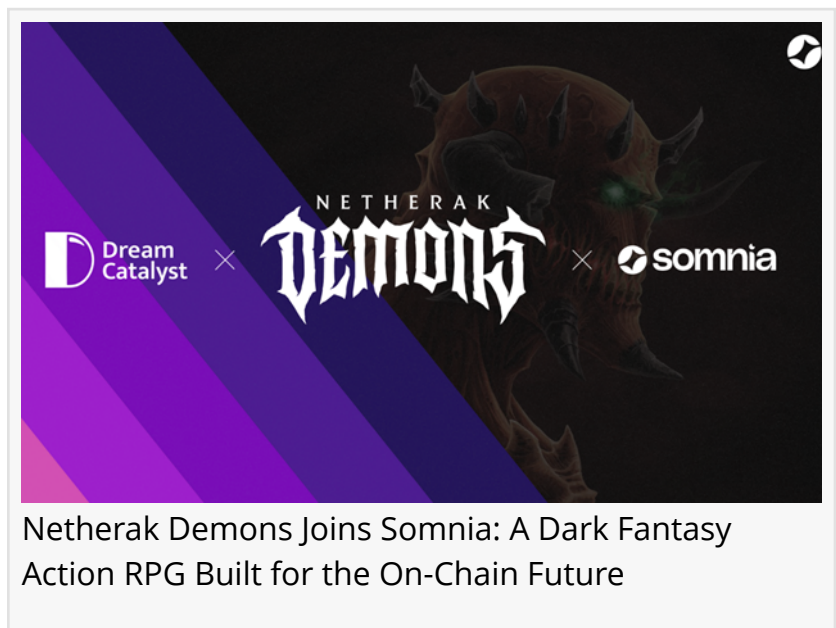 NETHERAK
Dream
Catalyst
DEMONS
somnia
Netherak Demons Joins Somnia: A Dark Fantasy
Action RPG Built for the On-Chain Future